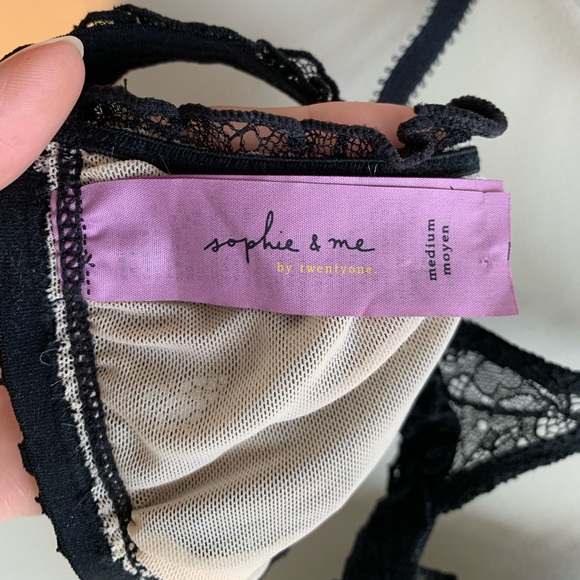 sophie & me
by twentyone.
medium
moyen